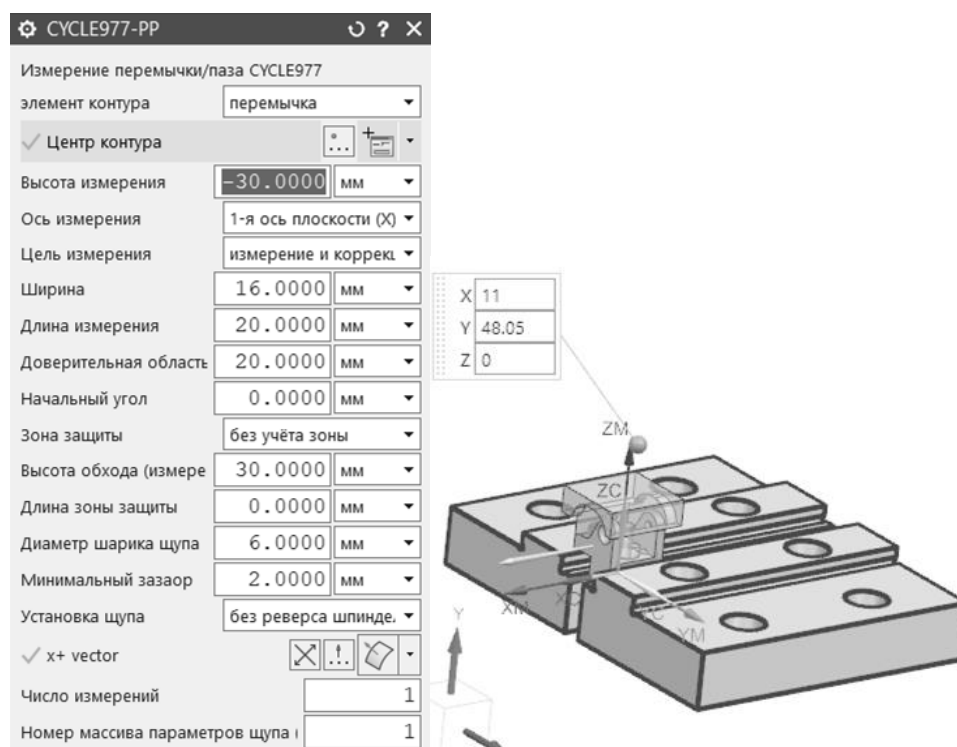 CYCLE977-PP
Измерение перемычки/паза CYCLE977
элемент контура перемычка
Центр контура
Высота измерения -30.0000 мм
Ось измерения 1-я ось плоскости (X)
Цель измерения измерение и коррекц
Ширина 16.0000 мм
Длина измерения 20.0000 мм
Доверительная область 20.0000 мм
Начальный угол 0.0000 мм
Зона защиты без учёта зоны
Высота обхода (измере 30.0000 мм
Длина зоны защиты 0.0000 мм
Диаметр шарика щупа 6.0000 мм
Минимальный зазаор 2.0000 мм
Установка щупа без реверса шпинде.
x+ vector
Число измерений 1
Номер массива параметров щупа 1
X 11
Y 48.05
Z 0
ZM
ZC
XM XC YC
YM
Y